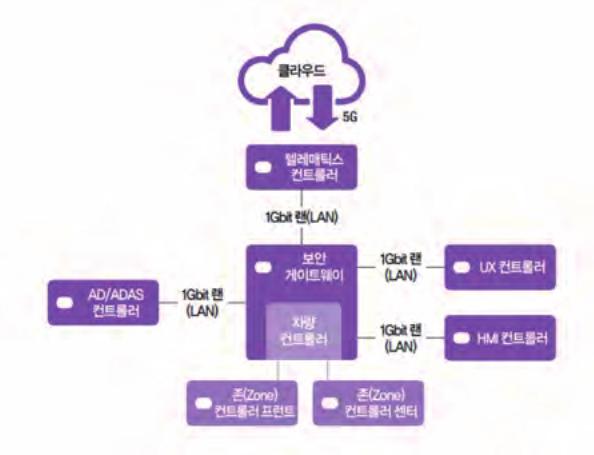 클라우드
5G
텔레매틱스
컨트롤러
1Gbit 랜(LAN)
보안
게이트웨이
1Gbit 랜
(LAN)
UX 컨트롤러
AD/ADAS
컨트롤러
1Gbit 랜
(LAN)
차량
컨트롤러
1Gbit 랜
(LAN)
HMI 컨트롤러
존(Zone)
컨트롤러 프런트
존(Zone)
컨트롤러 센터